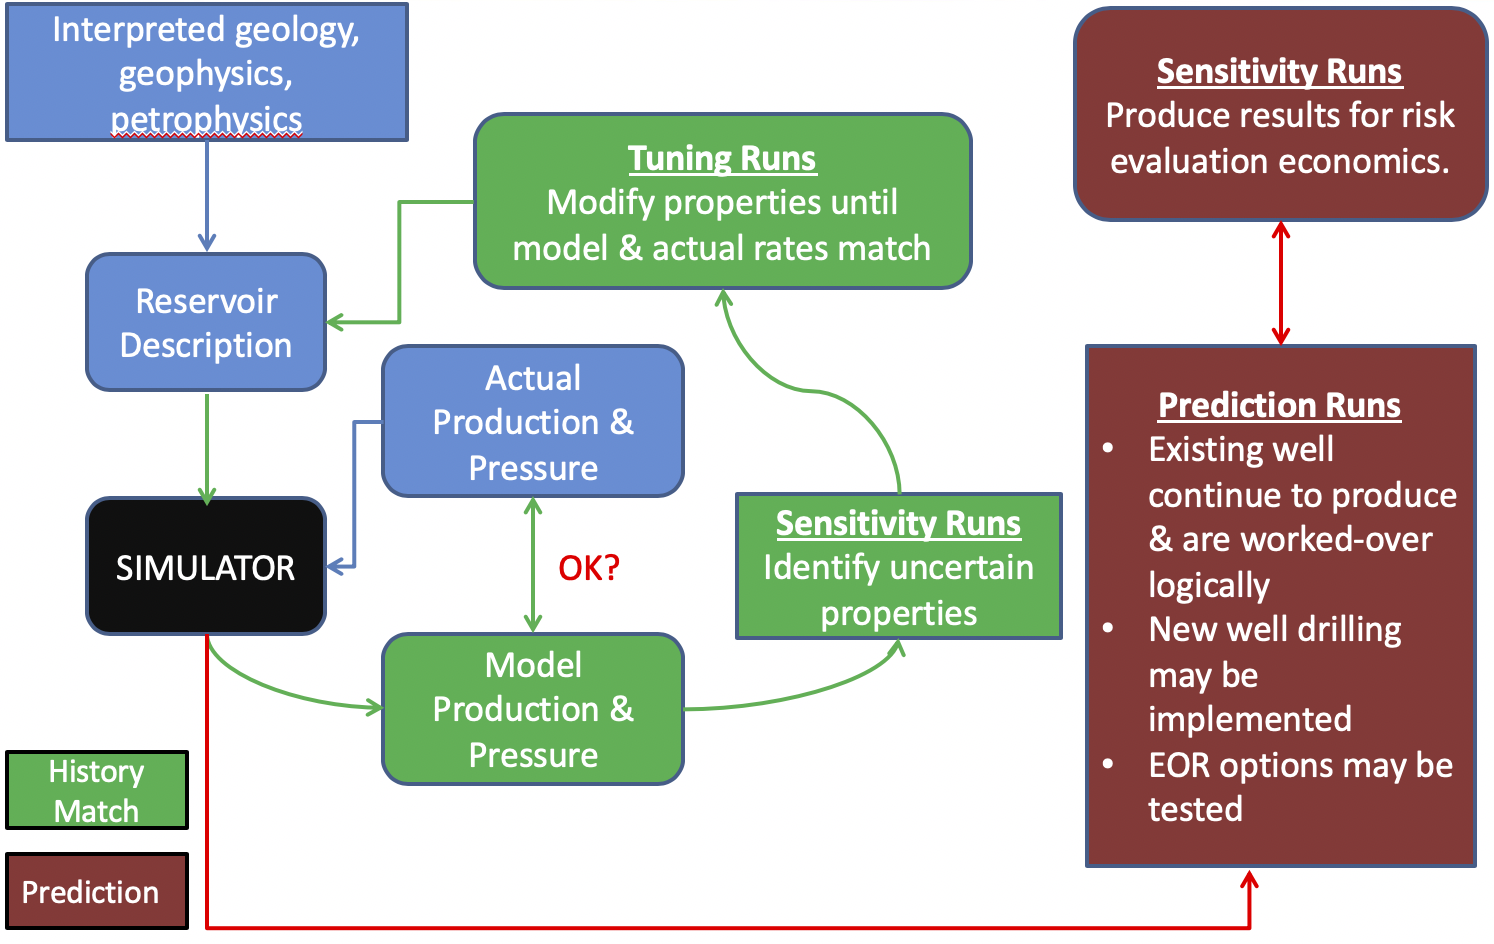 Interpreted geology,
geophysics,
petrophysics
Sensitivity Runs
Produce results for risk
evaluation economics.
Tuning Runs
Modify properties until
model & actual rates match
Reservoir
Description
Actual
Production &
Pressure
Prediction Runs
• Existing well
continue to produce
& are worked-over
logically
• New well drilling
may be
implemented
• EOR options may be
tested
Sensitivity Runs
Identify uncertain
properties
SIMULATOR
OK?
Model
Production &
Pressure
History
Match
Prediction